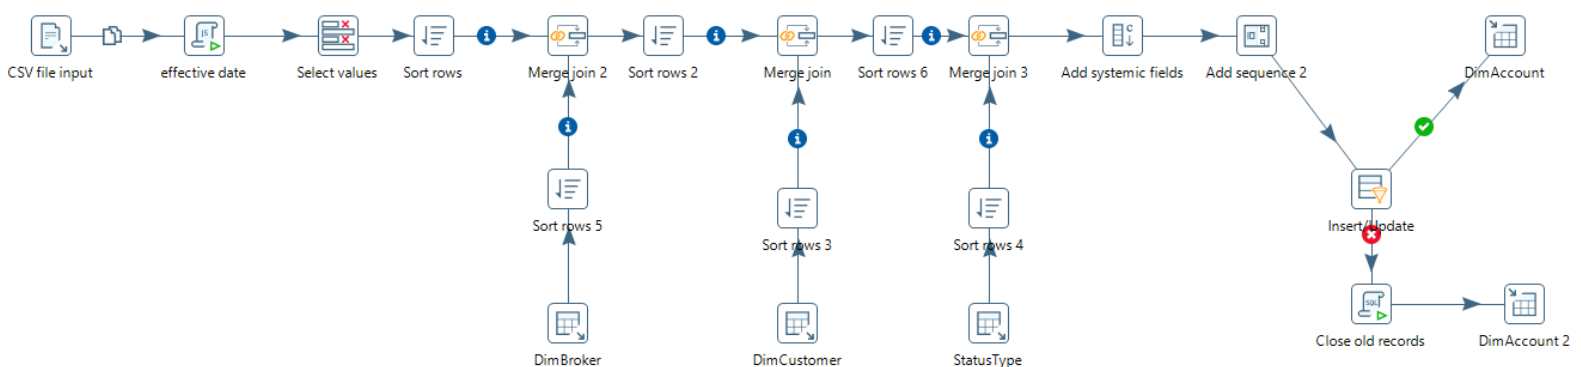 CSV file input
effective date
Select values
Sort rows
Merge join 2
Sort rows 2
Merge join
Sort rows 6
Merge join 3
Add systemic fields
Add sequence 2
DimAccount
Sort rows 5
Sort rows 3
Sort rows 4
Insert/Update
DimBroker
DimCustomer
StatusType
Close old records
DimAccount 2